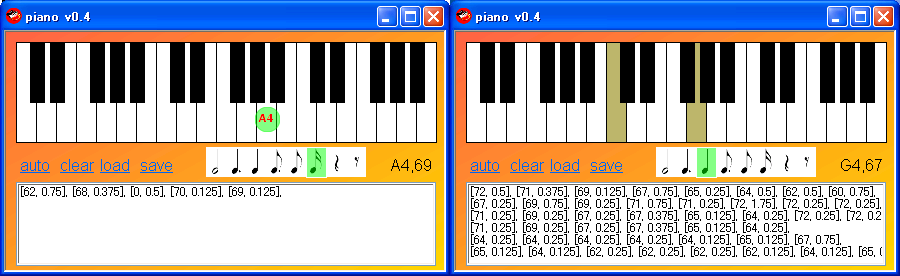 piano v0.4
A4
auto clear load save
A4,69
[62, 0.75], [68, 0.375], [0, 0.5], [70, 0.125], [69, 0.125],
piano v0.4
auto clear load save
G4,67
[72, 0.5], [71, 0.375], [69, 0.125], [67, 0.75], [65, 0.25], [64, 0.5], [62, 0.5], [60, 0.75],
[67, 0.25], [69, 0.75], [69, 0.25], [71, 0.75], [71, 0.25], [72, 1.75], [72, 0.25], [72, 0.25],
[71, 0.25], [69, 0.25], [67, 0.25], [67, 0.375], [65, 0.125], [64, 0.25], [72, 0.25], [72, 0.2
[71, 0.25], [69, 0.25], [67, 0.25], [67, 0.375], [65, 0.125], [64, 0.25],
[64, 0.25], [64, 0.25], [64, 0.25], [64, 0.25], [64, 0.125], [65, 0.125], [67, 0.75],
[65, 0.125], [64, 0.125], [62, 0.25], [62, 0.25], [62, 0.25], [62, 0.125], [64, 0.125], [65, 0